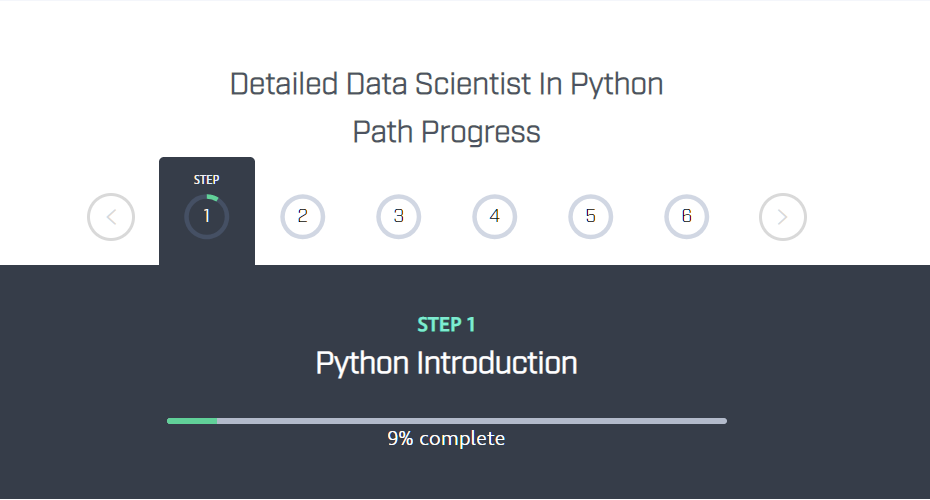 Detailed Data Scientist In Python
Path Progress
STEP
1 2 3 4 5 6
STEP 1
Python Introduction
9% complete